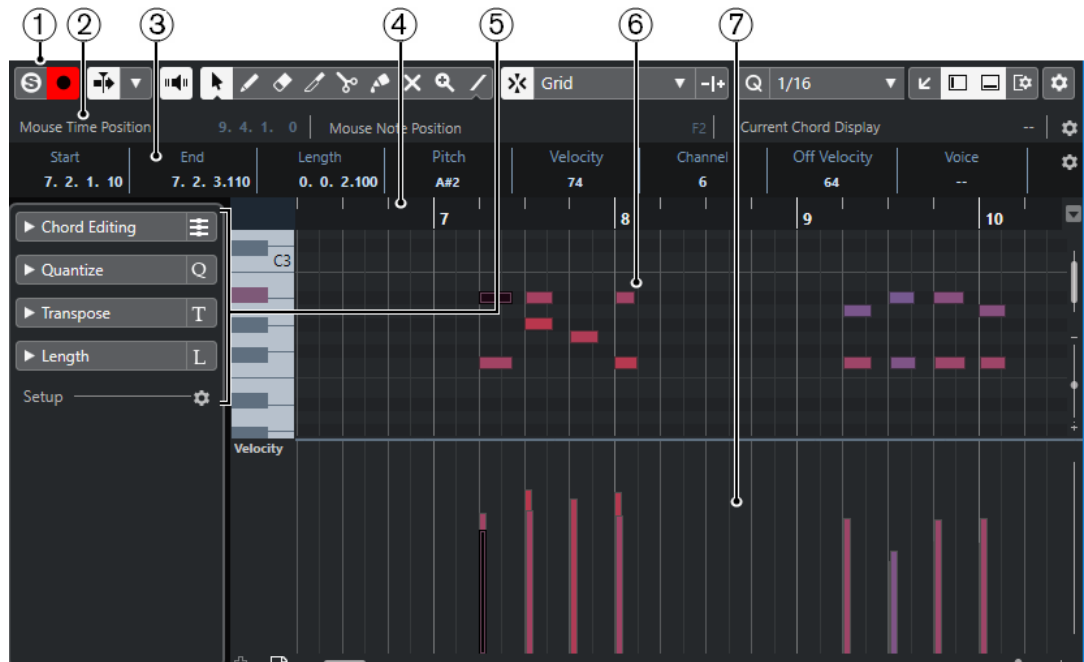 1 2 3 4 5 6 7
S Grid Q 1/16
Mouse Time Position 9. 4. 1. 0 Mouse Note Position F2 Current Chord Display --
Start End Length Pitch Velocity Channel Off Velocity Voice
7. 2. 1. 10 7. 2. 3.110 0. 0. 2.100 A#2 74 6 64 --
7 8 9 10
Chord Editing
C3
Quantize Q
Transpose T
Length L
Setup
Velocity